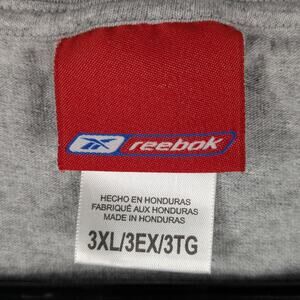 reebok
HECHO EN HONDURAS
FABRIQUÉ AUX HONDURAS
MADE IN HONDURAS
3XL/3EX/3TG